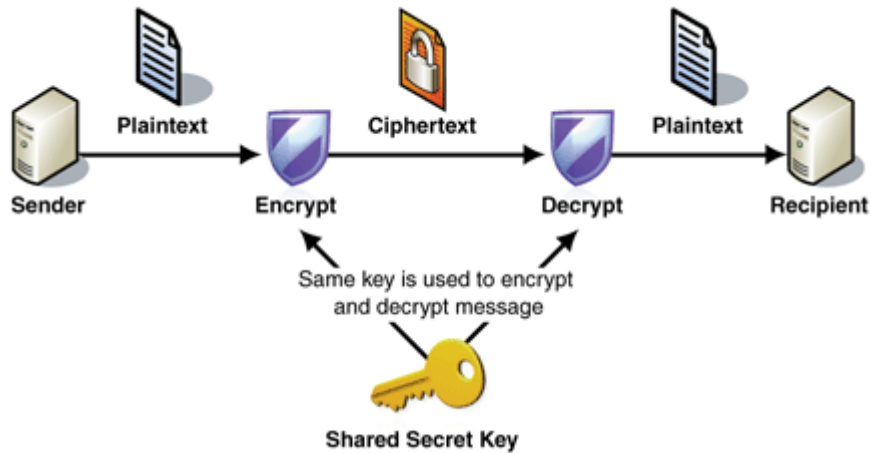 Plaintext
Ciphertext
Plaintext
Sender
Encrypt
Decrypt
Recipient
Same key is used to encrypt
and decrypt message
Shared Secret Key